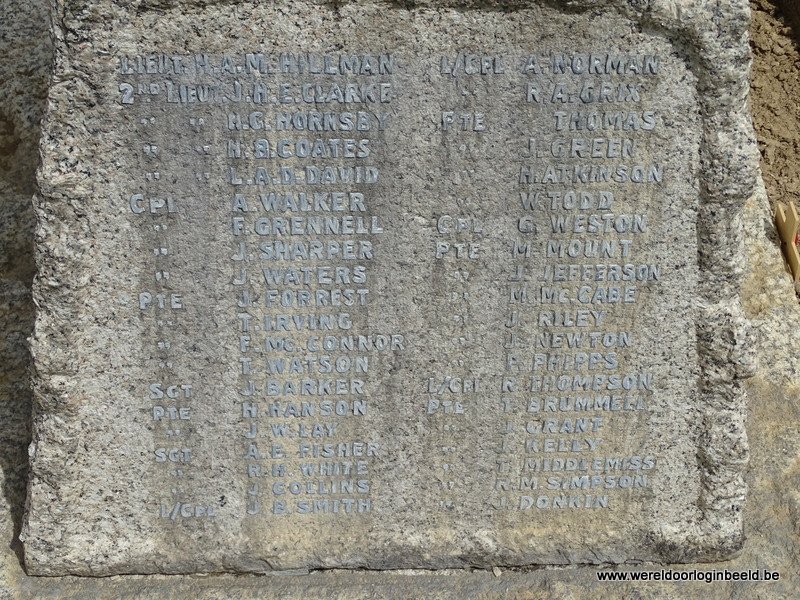 LIEUT. H. A. M. HILLMAN
2ND LIEUT. J. H. E. CLARKE
" " H. G. HORNSBY
" " H. B. COATES
" " L. A. D. DAVID
CPL A. WALKER
" F. GRENNELL
" J. SHARPER
" J. WATERS
PTE J. FORREST
" T. IRVING
" F. Mc. CONNOR
" T. WATSON
SGT J. BARKER
PTE H. HANSON
" J. W. LAY
SGT A. E. FISHER
" R. H. WHITE
" J. COLLINS
L/CPL J. B. SMITH
L/CPL A. NORMAN
" R. A. GRIX
PTE THOMAS
" J. GREEN
" H. ATKINSON
" W. TODD
CPL G. WESTON
PTE M. MOUNT
" J. JEFFERSON
" M. Mc. CABE
" J. RILEY
" J. NEWTON
" P. PHIPPS
L/CPL R. THOMPSON
PTE T. BRUMMELL
" J. GRANT
" J. KELLY
" T. MIDDLEMISS
" R. M. SIMPSON
" J. DONKIN
www.wereldoorloginbeeld.be